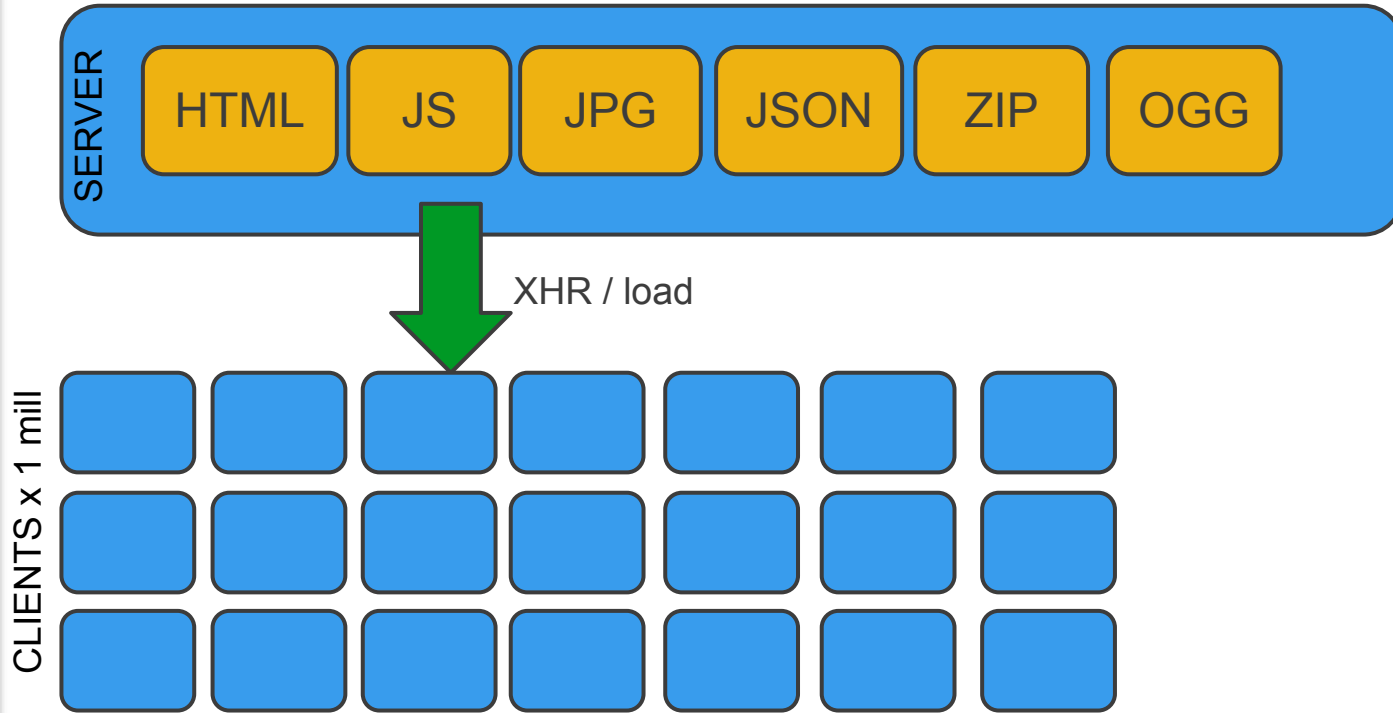 SERVER
HTML
JS
JPG
JSON
ZIP
OGG
XHR / load
CLIENTS x 1 mill